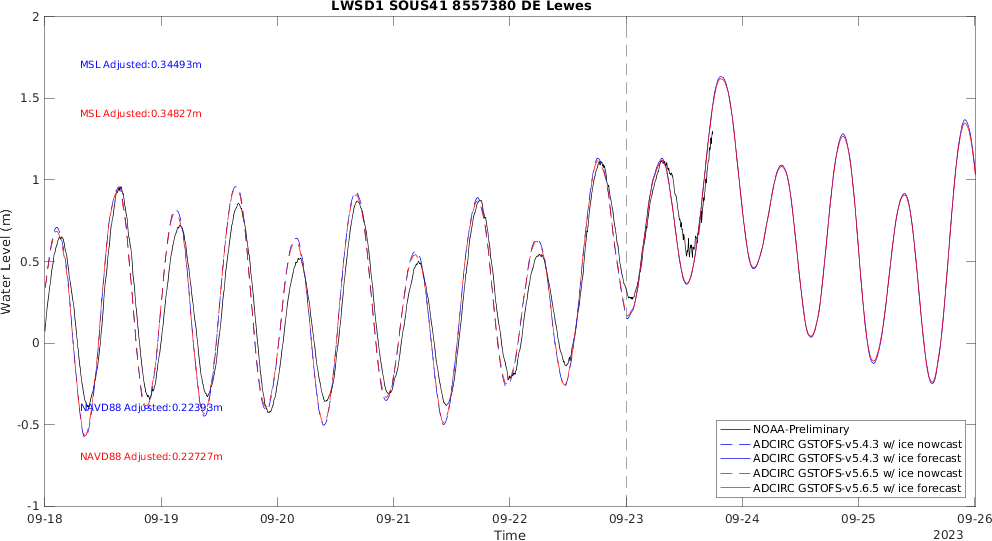 LWSD1 SOUS41 8557380 DE Lewes
2
1.5
1
0.5
0
-0.5
-1
Water Level (m)
MSL Adjusted:0.34493m
MSL Adjusted:0.34827m
NAVD88 Adjusted:0.22393m
NAVD88 Adjusted:0.22727m
NOAA-Preliminary
ADCIRC GSTOFS-v5.4.3 w/ ice nowcast
ADCIRC GSTOFS-v5.4.3 w/ ice forecast
ADCIRC GSTOFS-v5.6.5 w/ ice nowcast
ADCIRC GSTOFS-v5.6.5 w/ ice forecast
09-18 09-19 09-20 09-21 09-22 09-23 09-24 09-25 09-26
Time
2023